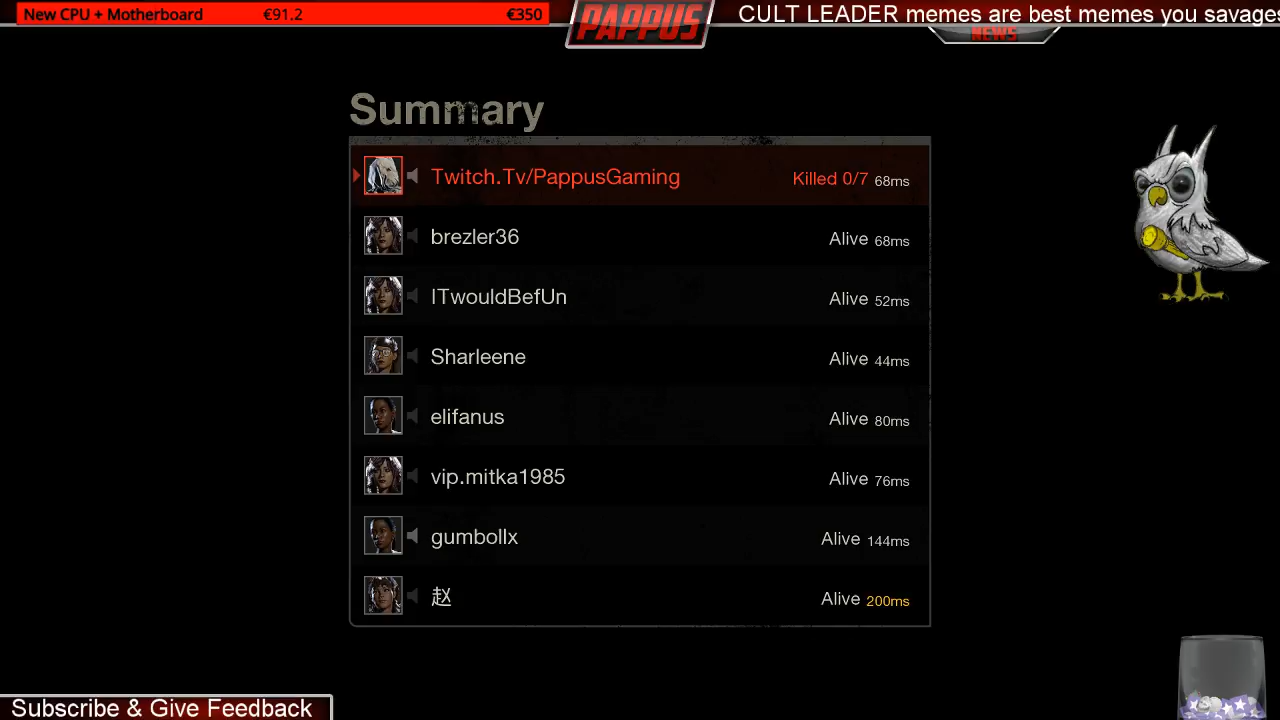 New CPU + Motherboard €91.2 €350
PAPPUS
CULT LEADER memes are best memes you savages
NEWS
Summary
Twitch.Tv/PappusGaming Killed 0/7 68ms
brezler36 Alive 68ms
ITwouldBefUn Alive 52ms
Sharleene Alive 44ms
elifanus Alive 80ms
vip.mitka1985 Alive 76ms
gumbollx Alive 144ms
赵 Alive 200ms
Subscribe & Give Feedback